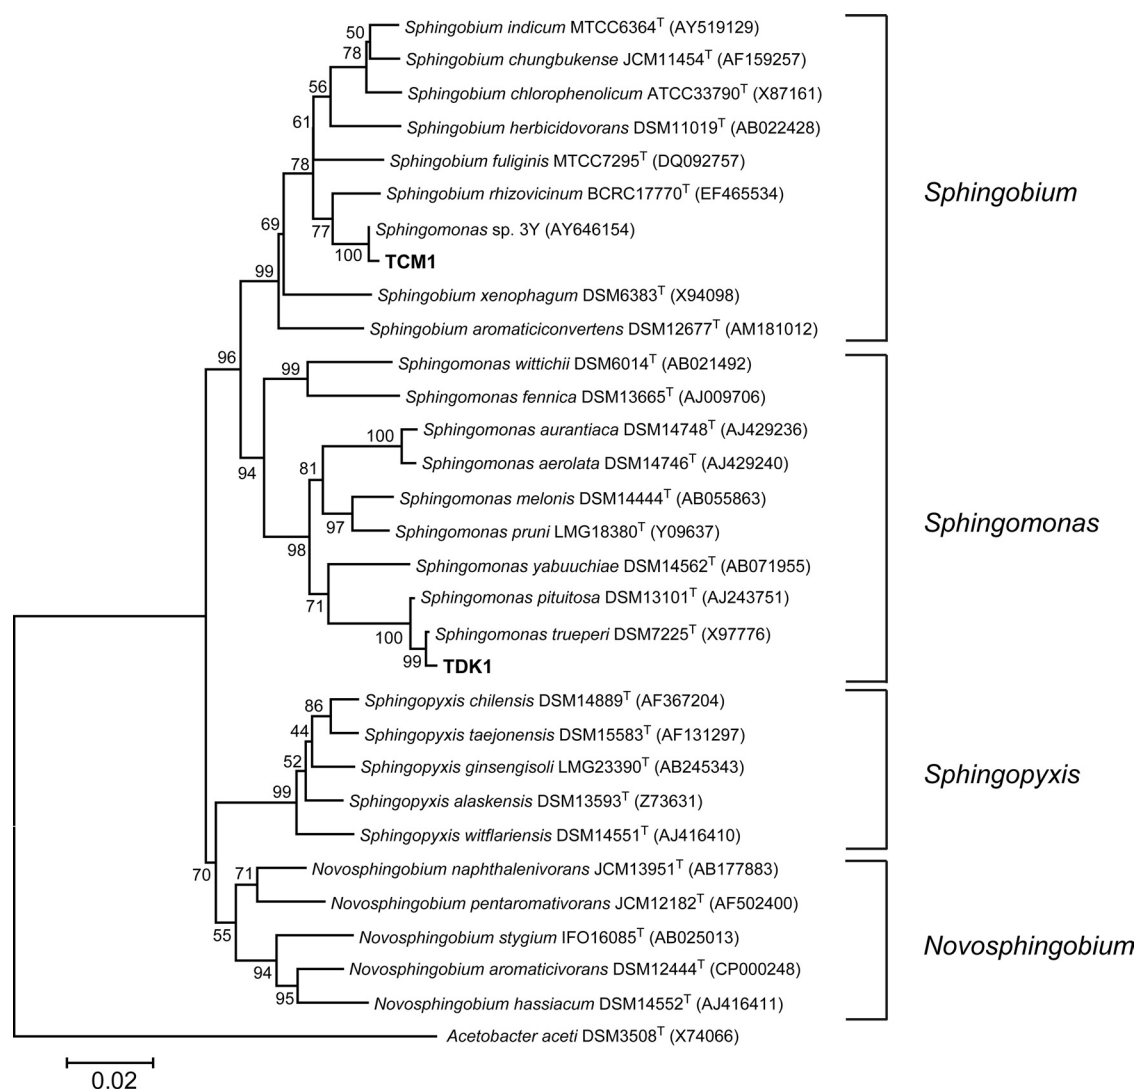 50
Sphingobium indicum MTCC6364T (AY519129)
78
Sphingobium chungbukense JCM11454T (AF159257)
56
Sphingobium chlorophenolicum ATCC33790T (X87161)
61
Sphingobium herbicidovorans DSM11019T (AB022428)
78
Sphingobium fuliginis MTCC7295T (DQ092757)
Sphingobium rhizovicinum BCRC17770T (EF465534)
Sphingobium
69
77
Sphingomonas sp. 3Y (AY646154)
100
TCM1
99
Sphingobium xenophagum DSM6383T (X94098)
Sphingobium aromaticiconvertens DSM12677T (AM181012)
96
99
Sphingomonas wittichii DSM6014T (AB021492)
Sphingomonas fennica DSM13665T (AJ009706)
100
Sphingomonas aurantiaca DSM14748T (AJ429236)
94
81
Sphingomonas aerolata DSM14746T (AJ429240)
Sphingomonas melonis DSM14444T (AB055863)
97
Sphingomonas pruni LMG18380T (Y09637)
Sphingomonas
98
Sphingomonas yabuuchiae DSM14562T (AB071955)
71
Sphingomonas pituitosa DSM13101T (AJ243751)
100
Sphingomonas trueperi DSM7225T (X97776)
99
TDK1
86
Sphingopyxis chilensis DSM14889T (AF367204)
44
Sphingopyxis taejonensis DSM15583T (AF131297)
52
Sphingopyxis ginsengisoli LMG23390T (AB245343)
Sphingopyxis
99
Sphingopyxis alaskensis DSM13593T (Z73631)
Sphingopyxis witflariensis DSM14551T (AJ416410)
70
71
Novosphingobium naphthalenivorans JCM13951T (AB177883)
Novosphingobium pentaromativorans JCM12182T (AF502400)
55
Novosphingobium stygium IFO16085T (AB025013)
Novosphingobium
94
Novosphingobium aromaticivorans DSM12444T (CP000248)
95
Novosphingobium hassiacum DSM14552T (AJ416411)
Acetobacter aceti DSM3508T (X74066)
0.02